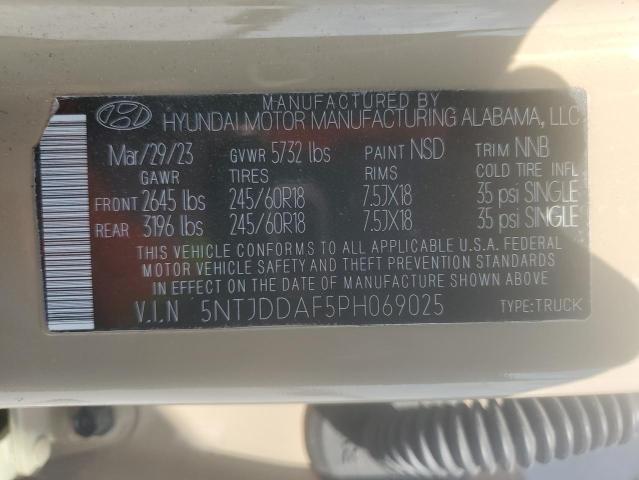 MANUFACTURED BY
HYUNDAI MOTOR MANUFACTURING ALABAMA, LLC
Mar/29/23 GVWR 5732 lbs PAINT NSD TRIM NNB
GAWR TIRES RIMS COLD TIRE INFL
FRONT 2645 lbs 245/60R18 7.5JX18 35 psi SINGLE
REAR 3196 lbs 245/60R18 7.5JX18 35 psi SINGLE
THIS VEHICLE CONFORMS TO ALL APPLICABLE U.S.A. FEDERAL
MOTOR VEHICLE SAFETY AND THEFT PREVENTION STANDARDS
IN EFFECT ON THE DATE OF MANUFACTURE SHOWN ABOVE
V.I.N 5NTJDDAF5PH069025 TYPE:TRUCK